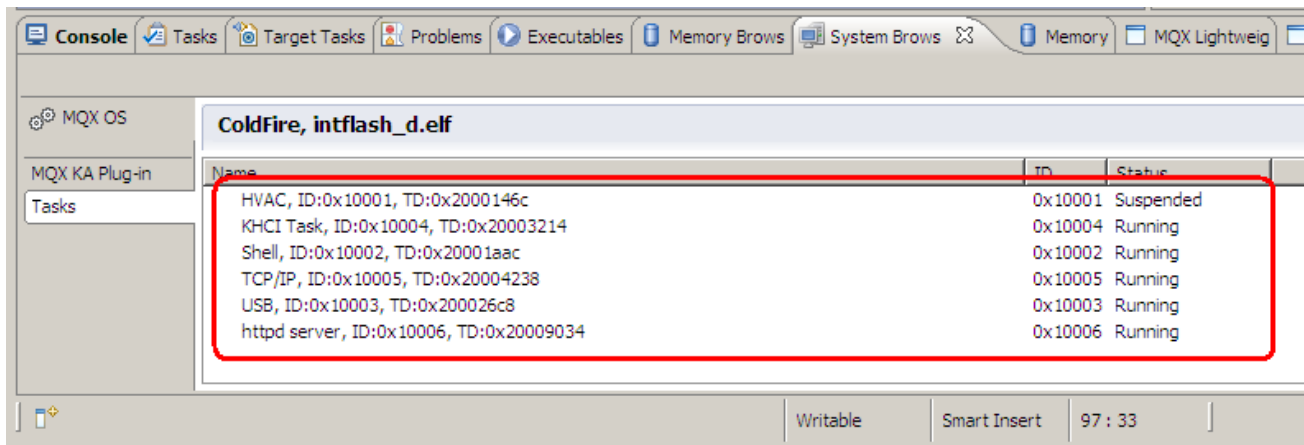 Console Tasks Target Tasks Problems Executables Memory Brows System Brows Memory MQX Lightweig
MQX OS
ColdFire, intflash_d.elf
MQX KA Plug-in
Tasks
Name ID Status
HVAC, ID:0x10001, TD:0x2000146c 0x10001 Suspended
KHCI Task, ID:0x10004, TD:0x20003214 0x10004 Running
Shell, ID:0x10002, TD:0x20001aac 0x10002 Running
TCP/IP, ID:0x10005, TD:0x20004238 0x10005 Running
USB, ID:0x10003, TD:0x200026c8 0x10003 Running
httpd server, ID:0x10006, TD:0x20009034 0x10006 Running
Writable Smart Insert 97 : 33